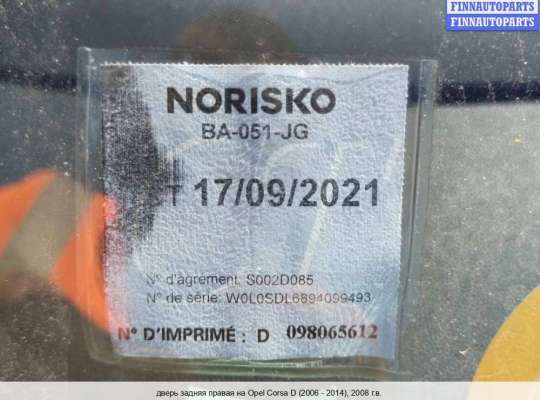 FINNAUTOPARTS
FINNAUTOPARTS
NORISKO
BA-051-JG
T 17/09/2021
N° d'agrément. S002D085
N° de série: W0L0SDL6894099493
N° D'IMPRIMÉ : D 098065612
дверь задняя правая на Opel Corsa D (2006 - 2014), 2008 г.в.